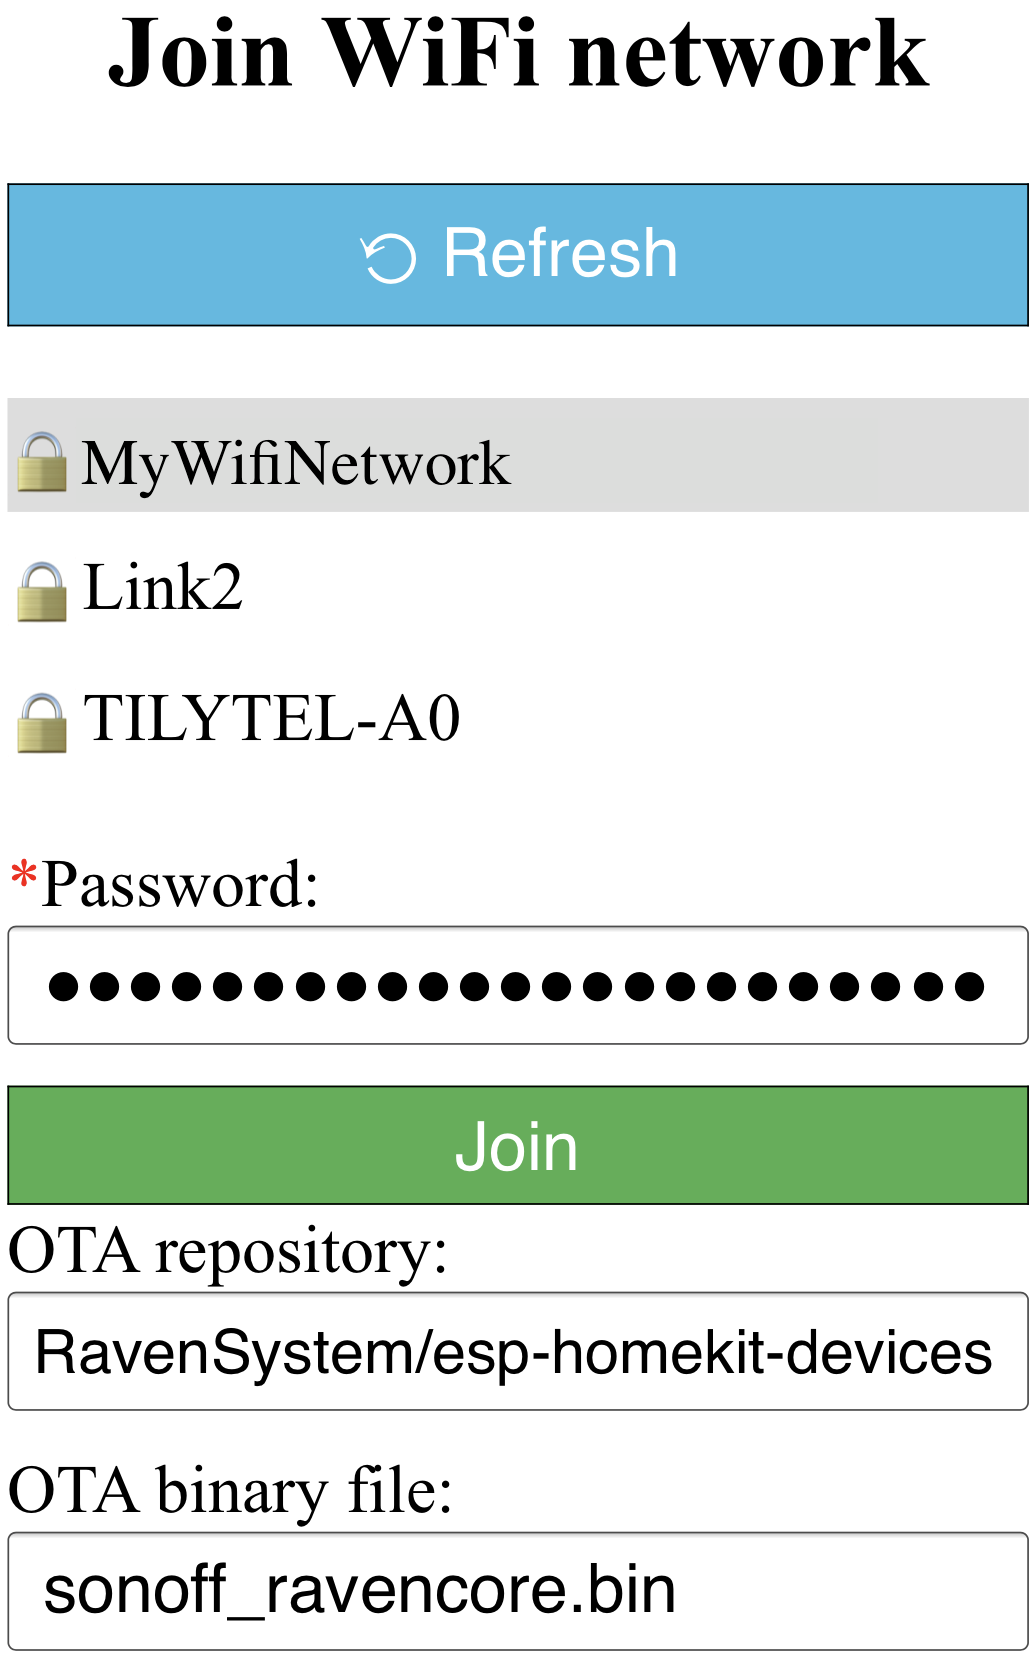 Join WiFi network
Refresh
MyWifiNetwork
Link2
TILYTEL-A0
*Password:
●●●●●●●●●●●●●●●●●●●●●●●
Join
OTA repository:
RavenSystem/esp-homekit-devices
OTA binary file:
sonoff_ravencore.bin